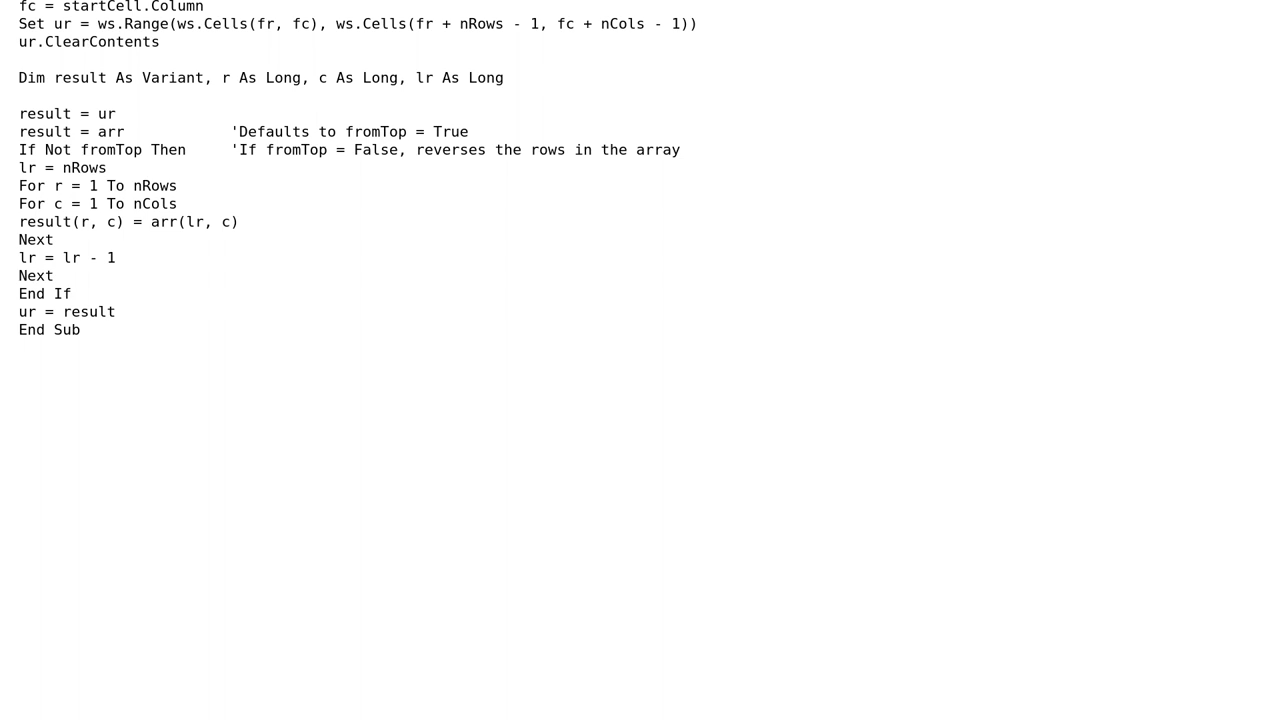 fc = startCell.Column
Set ur = ws.Range(ws.Cells(fr, fc), ws.Cells(fr + nRows - 1, fc + nCols - 1))
ur.ClearContents

Dim result As Variant, r As Long, c As Long, lr As Long

result = ur
result = arr            'Defaults to fromTop = True
If Not fromTop Then     'If fromTop = False, reverses the rows in the array
lr = nRows
For r = 1 To nRows
For c = 1 To nCols
result(r, c) = arr(lr, c)
Next
lr = lr - 1
Next
End If
ur = result
End Sub